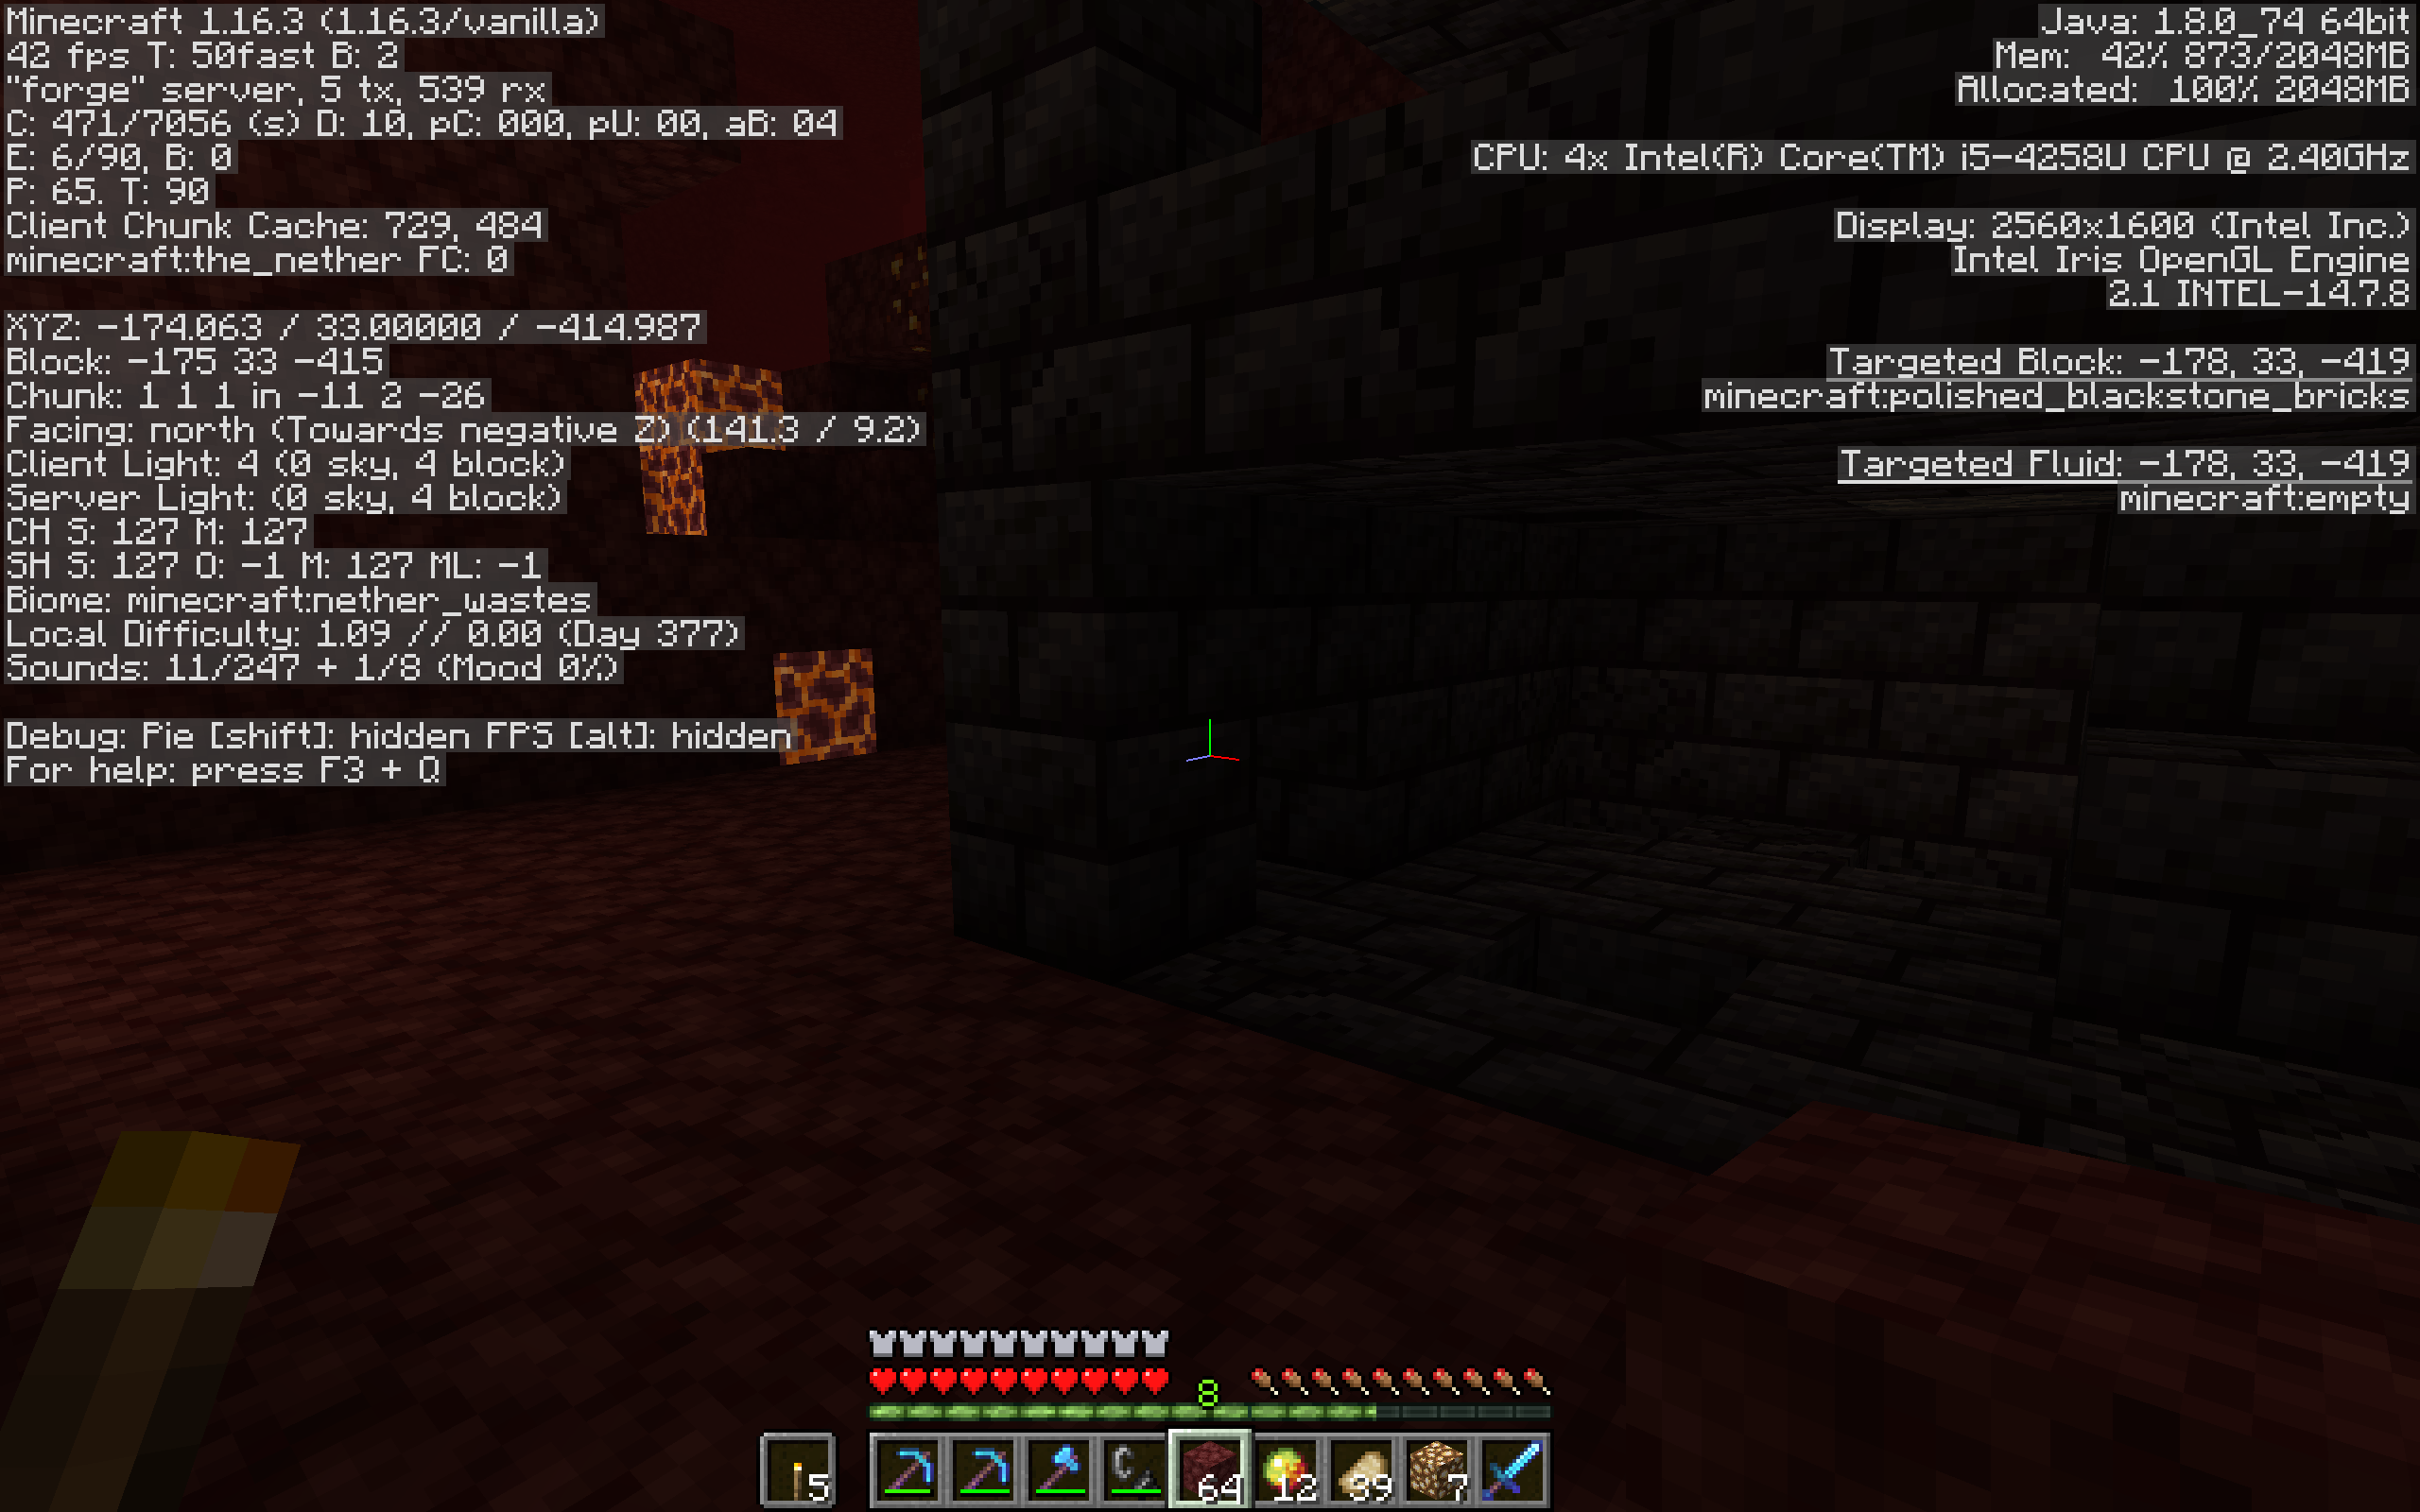 Minecraft 1.16.3 (1.16.3/vanilla)
42 fps T: 50fast B: 2
"forge" server, 5 tx, 539 rx
C: 471/7056 (s) D: 10, pC: 000, pU: 00, aB: 04
E: 6/90, B: 0
P: 65. T: 90
Client Chunk Cache: 729, 484
minecraft:the_nether FC: 0
XYZ: -174.063 / 33.00000 / -414.987
Block: -175 33 -415
Chunk: 1 1 1 in -11 2 -26
Facing: north (Towards negative Z) (141.3 / 9.2)
Client Light: 4 (0 sky, 4 block)
Server Light: (0 sky, 4 block)
CH S: 127 M: 127
SH S: 127 O: -1 M: 127 ML: -1
Biome: minecraft:nether_wastes
Local Difficulty: 1.09 // 0.00 (Day 377)
Sounds: 11/247 + 1/8 (Mood 0%)
Debug: Pie [shift]: hidden FPS [alt]: hidden
For help: press F3 + Q
Java: 1.8.0_74 64bit
Mem: 42% 873/2048MB
Allocated: 100% 2048MB
CPU: 4x Intel(R) Core(TM) i5-4258U CPU @ 2.40GHz
Display: 2560x1600 (Intel Inc.)
Intel Iris OpenGL Engine
2.1 INTEL-14.7.8
Targeted Block: -178, 33, -419
minecraft:polished_blackstone_bricks
Targeted Fluid: -178, 33, -419
minecraft:empty
8
5 64 12 39 7